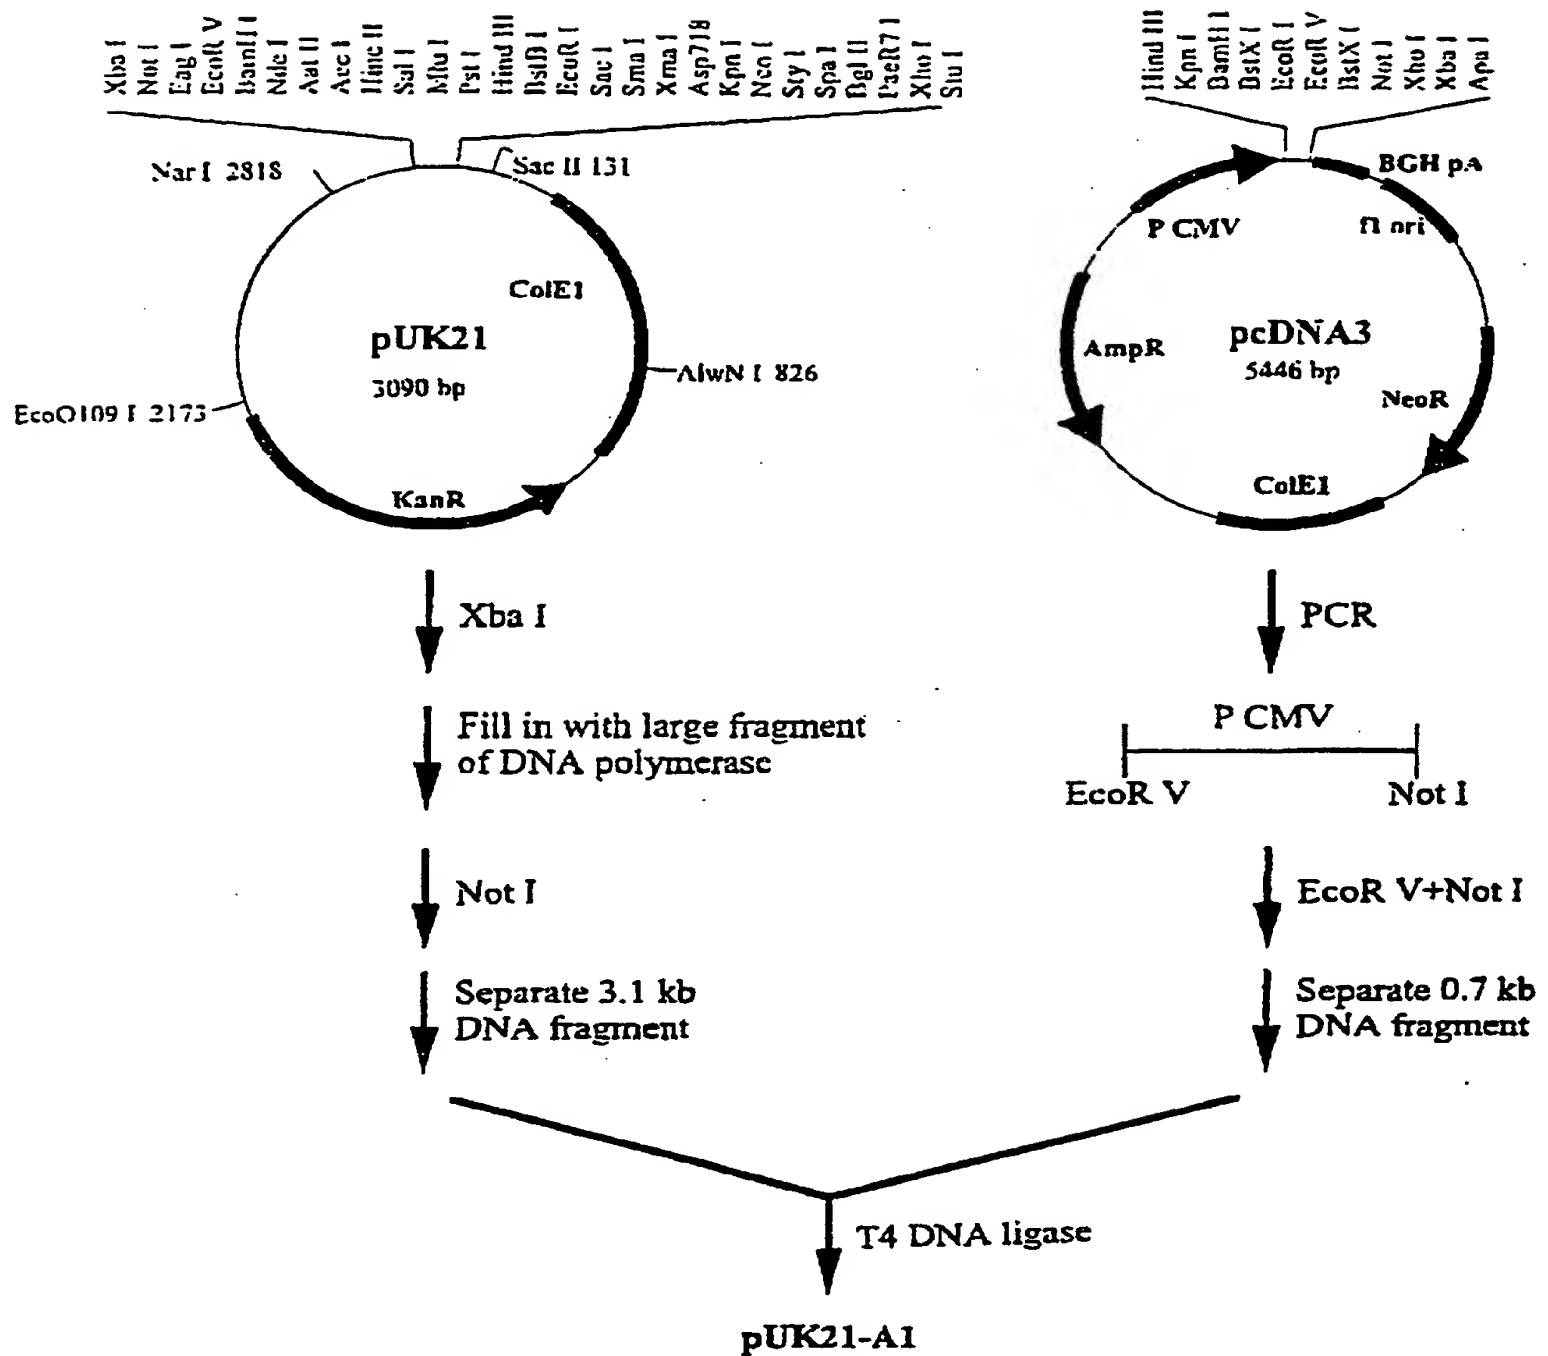 Xba I
Not I
Eag I
EcoR V
BamH I
Nde I
Aat II
Acc I
Hinc II
Sal I
Mlu I
Pst I
Hind III
BstB I
EcoR I
Sac I
Sma I
Xma I
Asp718
Kpn I
Nco I
Sty I
Spa I
Bgl II
PaeR7 I
Xho I
Stu I
Nar I 2818
Sac II 131
ColE1
pUK21
3090 bp
AlwN I 826
EcoO109 I 2173
KanR
Hind III
Kpn I
BamH I
BstX I
EcoR I
EcoR V
BstX I
Not I
Xho I
Xba I
Apa I
BGH pA
P CMV
f1 ori
AmpR
pcDNA3
5446 bp
NeoR
ColE1
Xba I
Fill in with large fragment
of DNA polymerase
Not I
Separate 3.1 kb
DNA fragment
PCR
P CMV
EcoR V
Not I
EcoR V+Not I
Separate 0.7 kb
DNA fragment
T4 DNA ligase
pUK21-A1